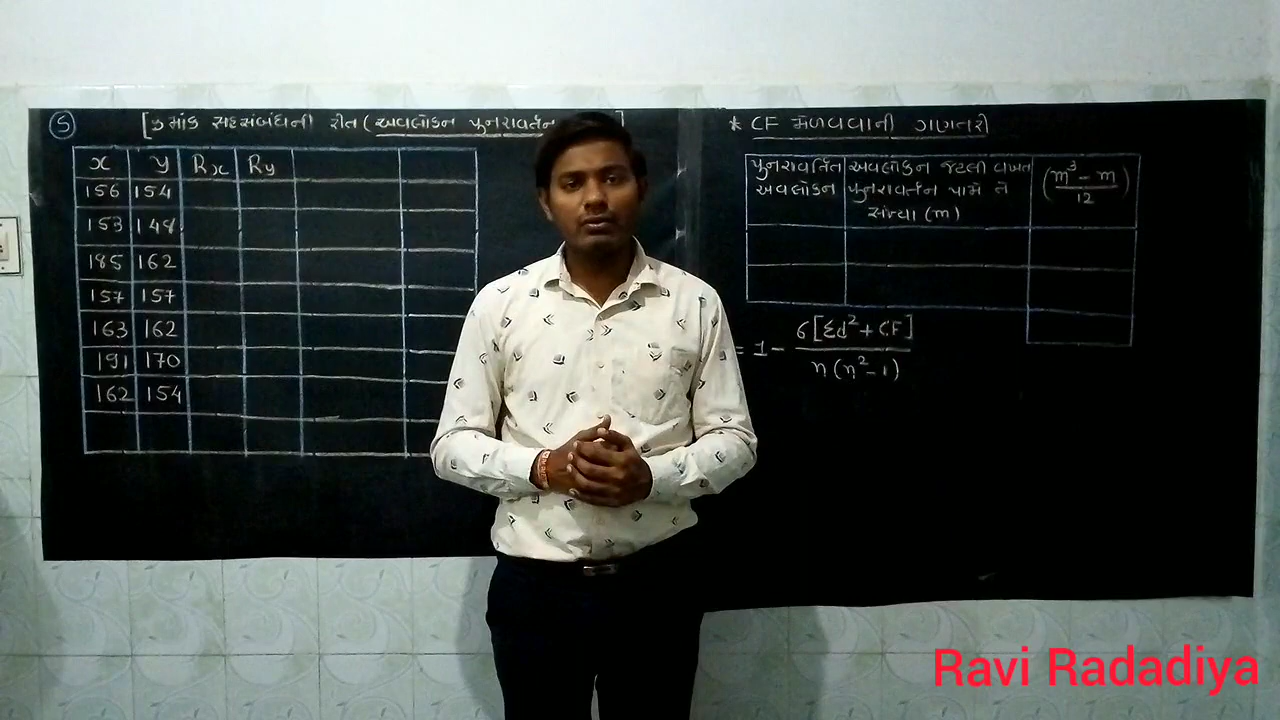 5
[ક્રમાંક સહસંબંધની રીત (અવલોકન પુનરાવર્તન ]
x y Rx Ry
156 154
153 148
185 162
157 157
163 162
191 170
162 154
* CF મેળવવાની ગણતરી
પુનરાવર્તિત અવલોકન જેટલી વખત (m³ - m)/12
અવલોકન પુનરાવર્તન પામે તે
સંખ્યા (m)
= 1 - 6[Σd² + CF] / n(n² - 1)
Ravi Radadiya